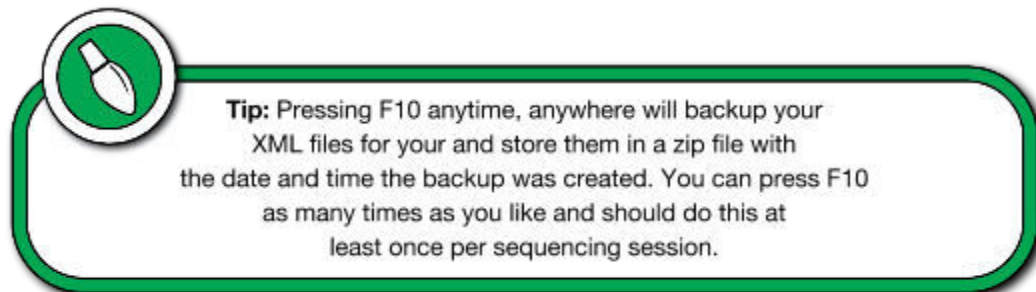 Tip: Pressing F10 anytime, anywhere will backup your
XML files for your and store them in a zip file with
the date and time the backup was created. You can press F10
as many times as you like and should do this at
least once per sequencing session.